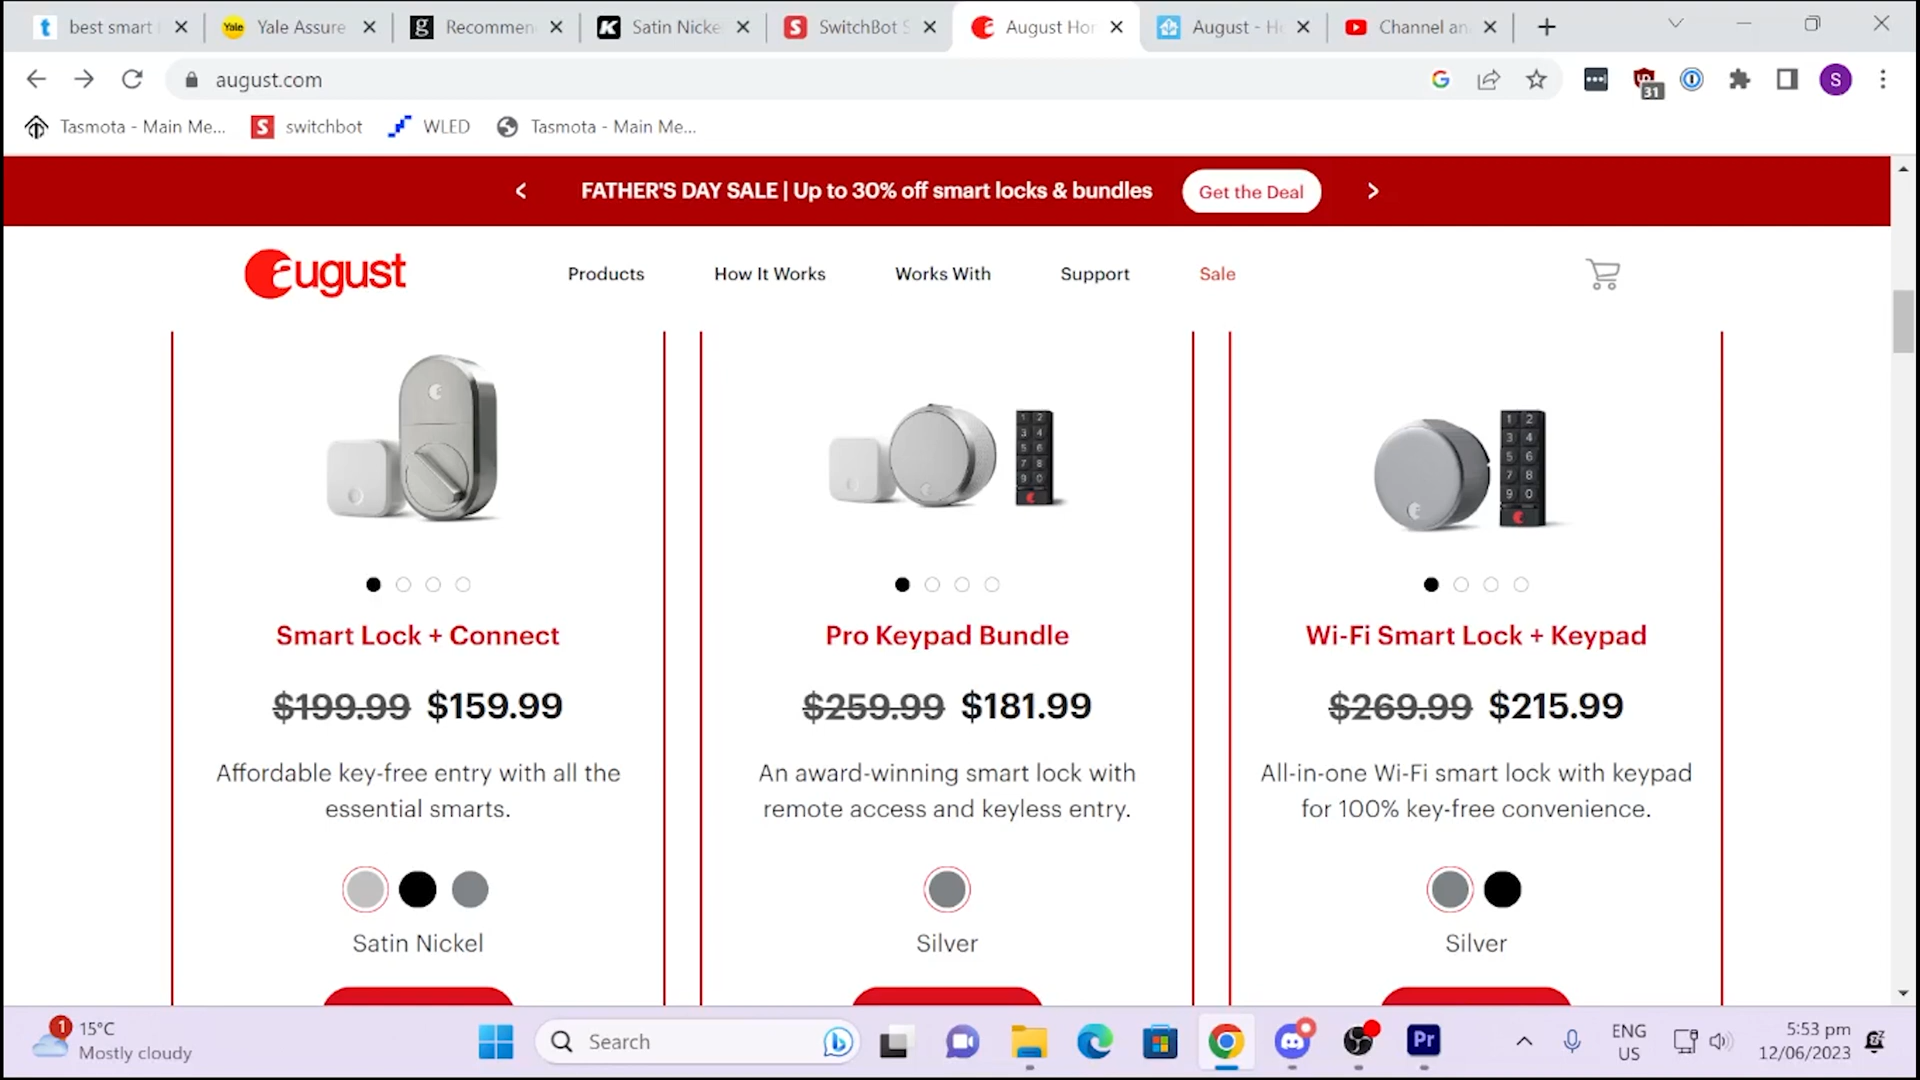 best smart
Yale Assure
Recommen
Satin Nicke
SwitchBot S
August Hor
August - H
Channel an
august.com
31
S
Tasmota - Main Me...
switchbot
WLED
Tasmota - Main Me...
FATHER'S DAY SALE | Up to 30% off smart locks & bundles
Get the Deal
august
Products
How It Works
Works With
Support
Sale
Smart Lock + Connect
$199.99 $159.99
Affordable key-free entry with all the
essential smarts.
Satin Nickel
Pro Keypad Bundle
$259.99 $181.99
An award-winning smart lock with
remote access and keyless entry.
Silver
Wi-Fi Smart Lock + Keypad
$269.99 $215.99
All-in-one Wi-Fi smart lock with keypad
for 100% key-free convenience.
Silver
1
15°C
Mostly cloudy
Search
Pr
ENG
US
5:53 pm
12/06/2023